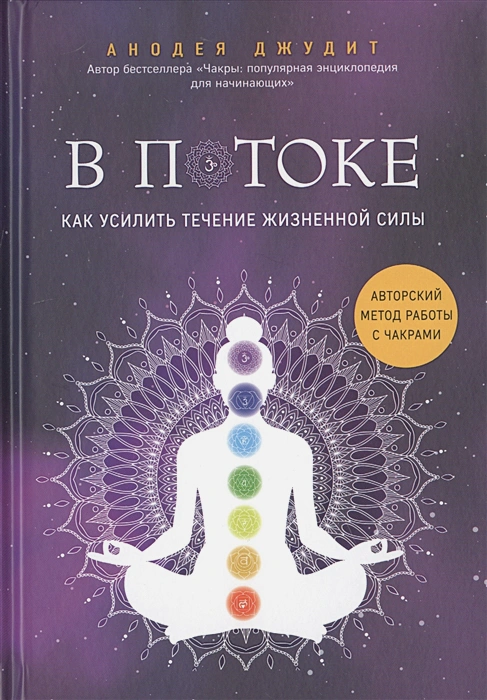 АНОДЕЯ ДЖУДИТ
Автор бестселлера «Чакры: популярная энциклопедия
для начинающих»
В ПОТОКЕ
КАК УСИЛИТЬ ТЕЧЕНИЕ ЖИЗНЕННОЙ СИЛЫ
АВТОРСКИЙ
МЕТОД РАБОТЫ
С ЧАКРАМИ